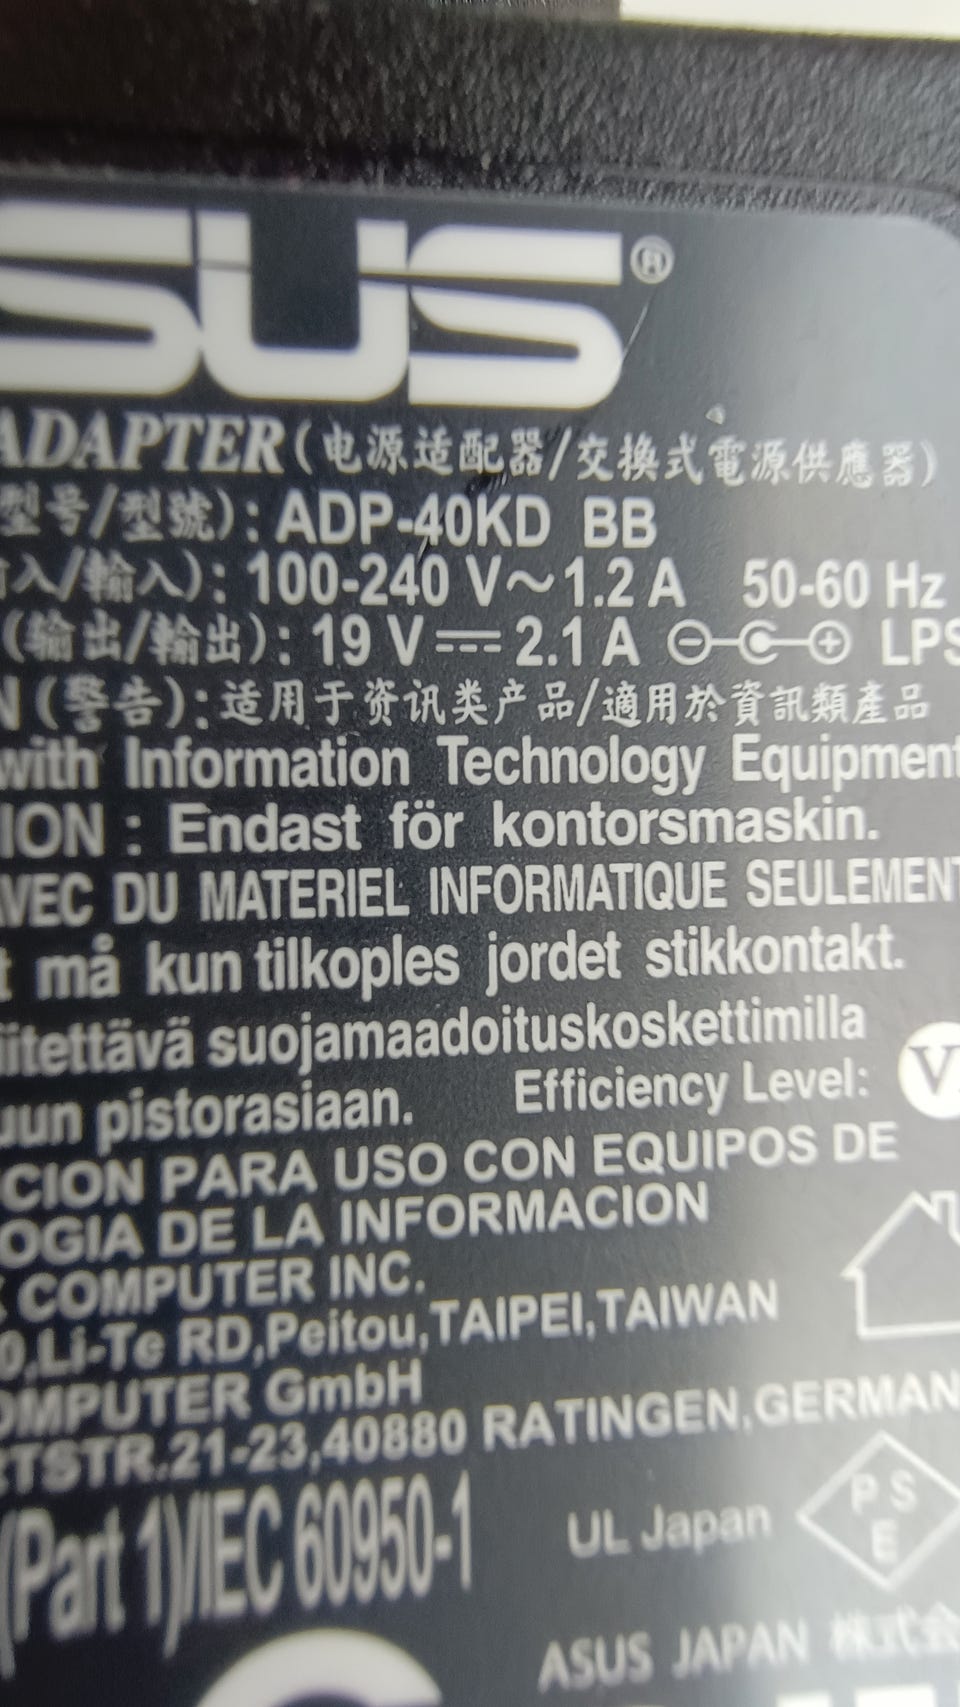 SUS®
ADAPTER(电源适配器/交換式電源供應器)
型号/型號): ADP-40KD BB
入/輸入): 100-240 V~1.2 A 50-60 Hz
(输出/輸出): 19 V⎓2.1 A LPS
N (警告): 适用于资讯类产品/適用於資訊類產品
with Information Technology Equipment
ION : Endast för kontorsmaskin.
AVEC DU MATERIEL INFORMATIQUE SEULEMENT
t må kun tilkoples jordet stikkontakt.
iitettävä suojamaadoituskoskettimilla
uun pistorasiaan. Efficiency Level: V
CION PARA USO CON EQUIPOS DE
OGIA DE LA INFORMACION
COMPUTER INC.
0,Li-Te RD,Peitou,TAIPEI,TAIWAN
OMPUTER GmbH
TSTR.21-23,40880 RATINGEN,GERMAN
(Part 1)/IEC 60950-1
UL Japan
P S
E
ASUS JAPAN 株式会